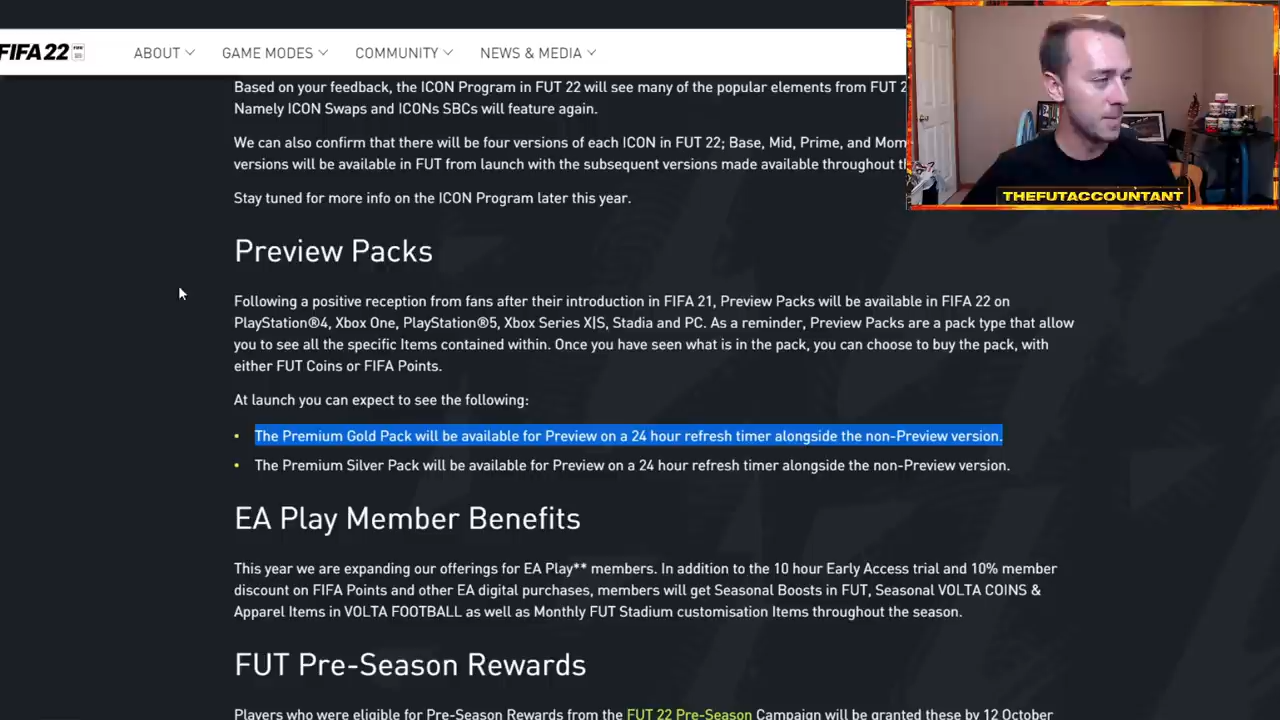 FIFA 22
ABOUT
GAME MODES
COMMUNITY
NEWS & MEDIA
Based on your feedback, the ICON Program in FUT 22 will see many of the popular elements from FUT 2
Namely ICON Swaps and ICONs SBCs will feature again.
We can also confirm that there will be four versions of each ICON in FUT 22; Base, Mid, Prime, and Mom
versions will be available in FUT from launch with the subsequent versions made available throughout t
Stay tuned for more info on the ICON Program later this year.
THEFUTACCOUNTANT
Preview Packs
Following a positive reception from fans after their introduction in FIFA 21, Preview Packs will be available in FIFA 22 on
PlayStation®4, Xbox One, PlayStation®5, Xbox Series X|S, Stadia and PC. As a reminder, Preview Packs are a pack type that allow
you to see all the specific Items contained within. Once you have seen what is in the pack, you can choose to buy the pack, with
either FUT Coins or FIFA Points.
At launch you can expect to see the following:
• The Premium Gold Pack will be available for Preview on a 24 hour refresh timer alongside the non-Preview version.
• The Premium Silver Pack will be available for Preview on a 24 hour refresh timer alongside the non-Preview version.
EA Play Member Benefits
This year we are expanding our offerings for EA Play** members. In addition to the 10 hour Early Access trial and 10% member
discount on FIFA Points and other EA digital purchases, members will get Seasonal Boosts in FUT, Seasonal VOLTA COINS &
Apparel Items in VOLTA FOOTBALL as well as Monthly FUT Stadium customisation Items throughout the season.
FUT Pre-Season Rewards
Players who were eligible for Pre-Season Rewards from the FUT 22 Pre-Season Campaign will be granted these by 12 October